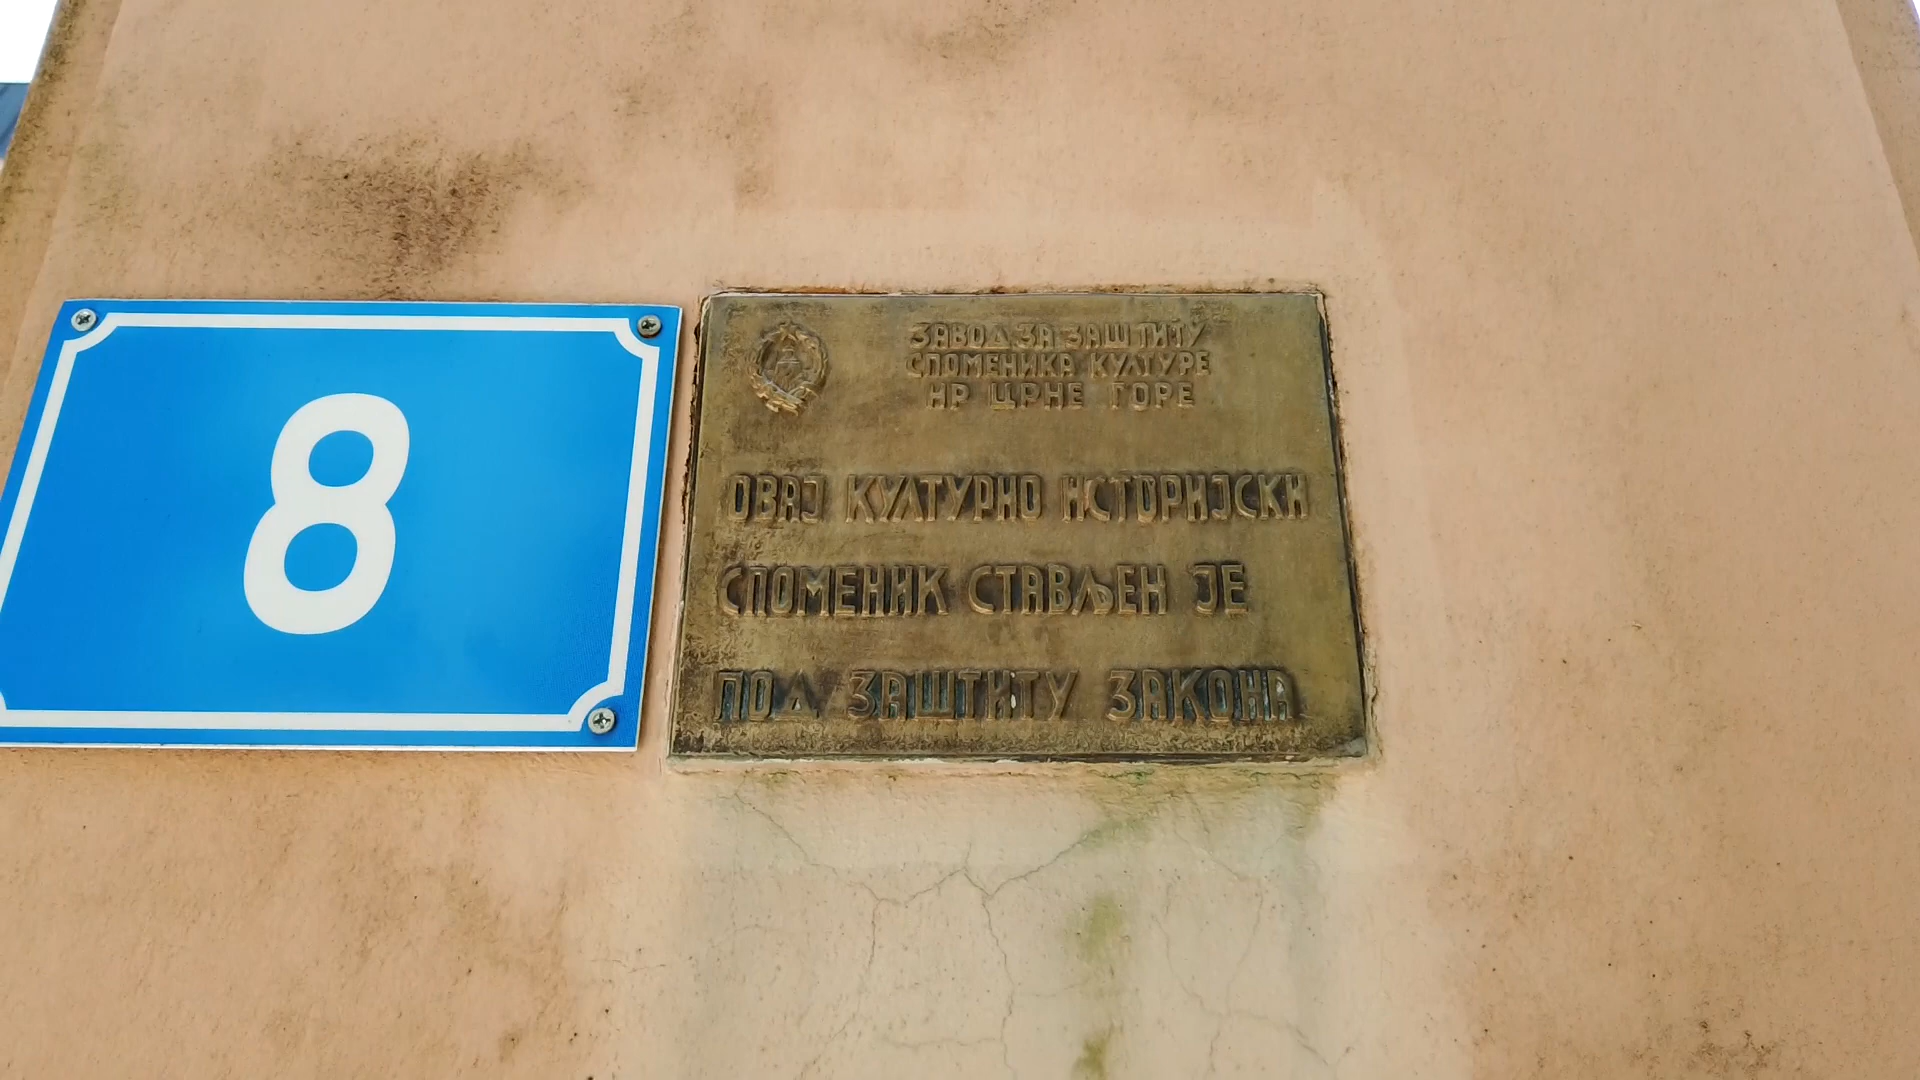 8
ЗАВОД ЗА ЗАШТИТУ
СПОМЕНИКА КУЛТУРЕ
НР ЦРНЕ ГОРЕ
ОВАЈ КУЛТУРНО ИСТОРИЈСКИ
СПОМЕНИК СТАВЉЕН ЈЕ
ПОД ЗАШТИТУ ЗАКОНА